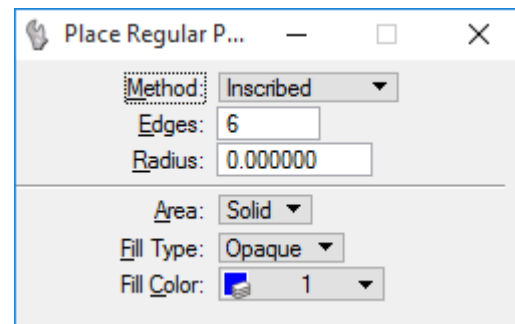 Place Regular P...
Method: Inscribed
Edges: 6
Radius: 0.000000
Area: Solid
Fill Type: Opaque
Fill Color: 1